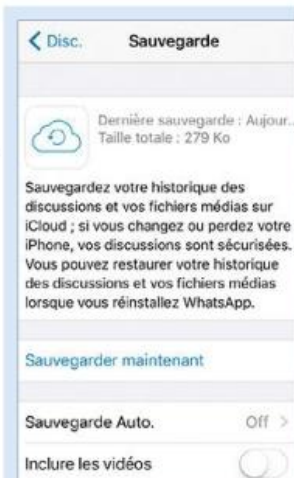 Disc.
Sauvegarde
Dernière sauvegarde : Aujour...
Taille totale : 279 Ko
Sauvegardez votre historique des
discussions et vos fichiers médias sur
iCloud ; si vous changez ou perdez votre
iPhone, vos discussions sont sécurisées.
Vous pouvez restaurer votre historique
des discussions et vos fichiers médias
lorsque vous réinstallez WhatsApp.
Sauvegarder maintenant
Sauvegarde Auto. Off >
Inclure les vidéos